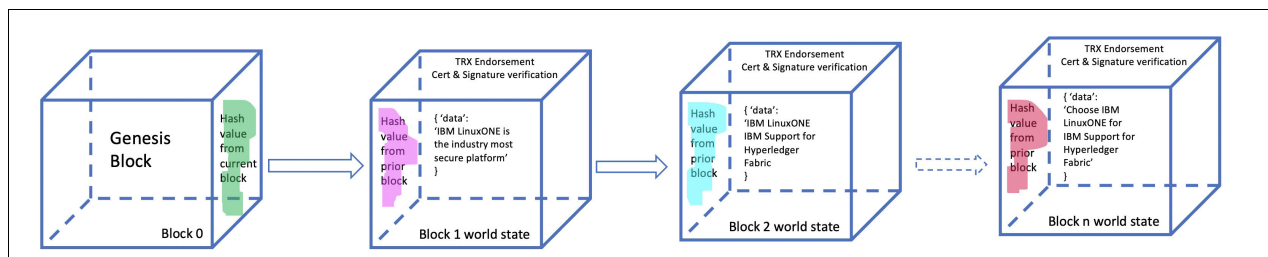 Genesis
Block
Hash
value
from
current
block
Block 0
TRX Endorsement
Cert & Signature verification
Hash
value
from
prior
block
{ ‘data’:
‘IBM LinuxONE is
the industry most
secure platform’
}
Block 1 world state
TRX Endorsement
Cert & Signature verification
Hash
value
from
prior
block
{ ‘data’:
‘IBM LinuxONE
IBM Support for
Hyperledger
Fabric
}
Block 2 world state
TRX Endorsement
Cert & Signature verification
Hash
value
from
prior
block
{ ‘data’:
‘Choose IBM
LinuxONE for
IBM Support for
Hyperledger
Fabric’
}
Block n world state